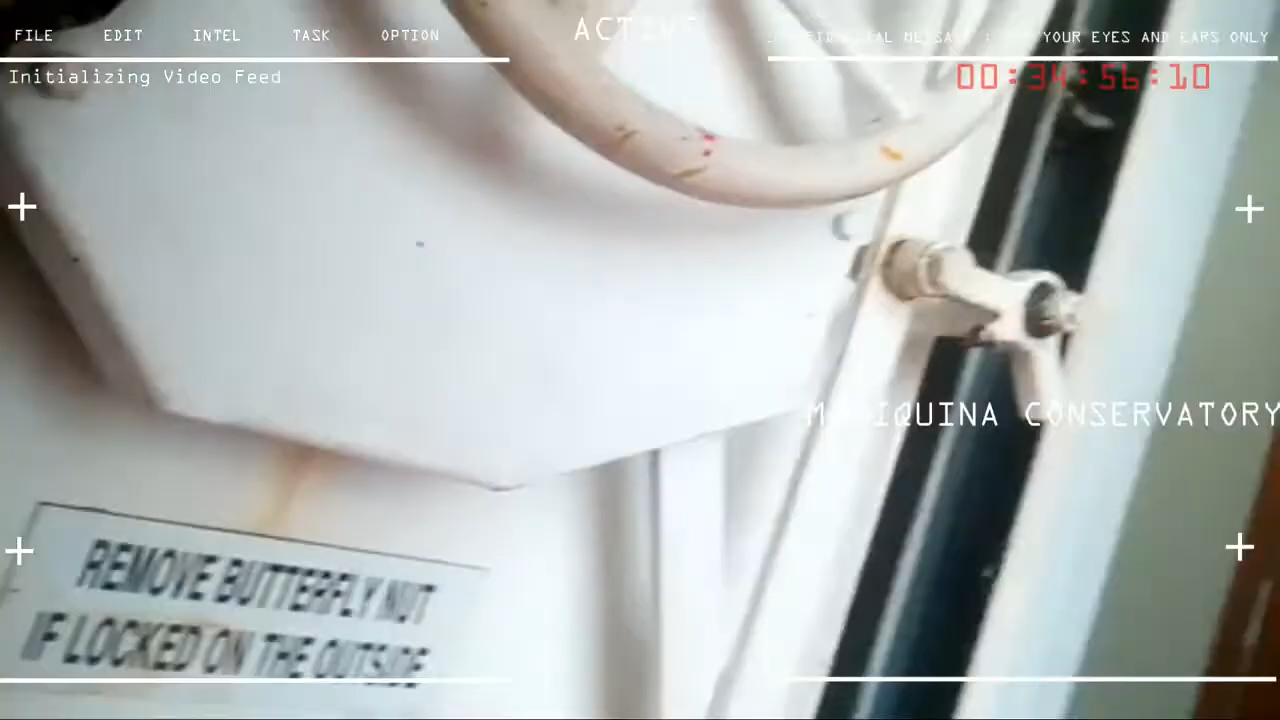 FILE EDIT INTEL TASK OPTION
ACTIVE
YOUR EYES AND EARS ONLY
Initializing Video Feed
00:34:56:10
CONSERVATORY
REMOVE BUTTERFLY NUT
IF LOCKED ON THE OUTSIDE